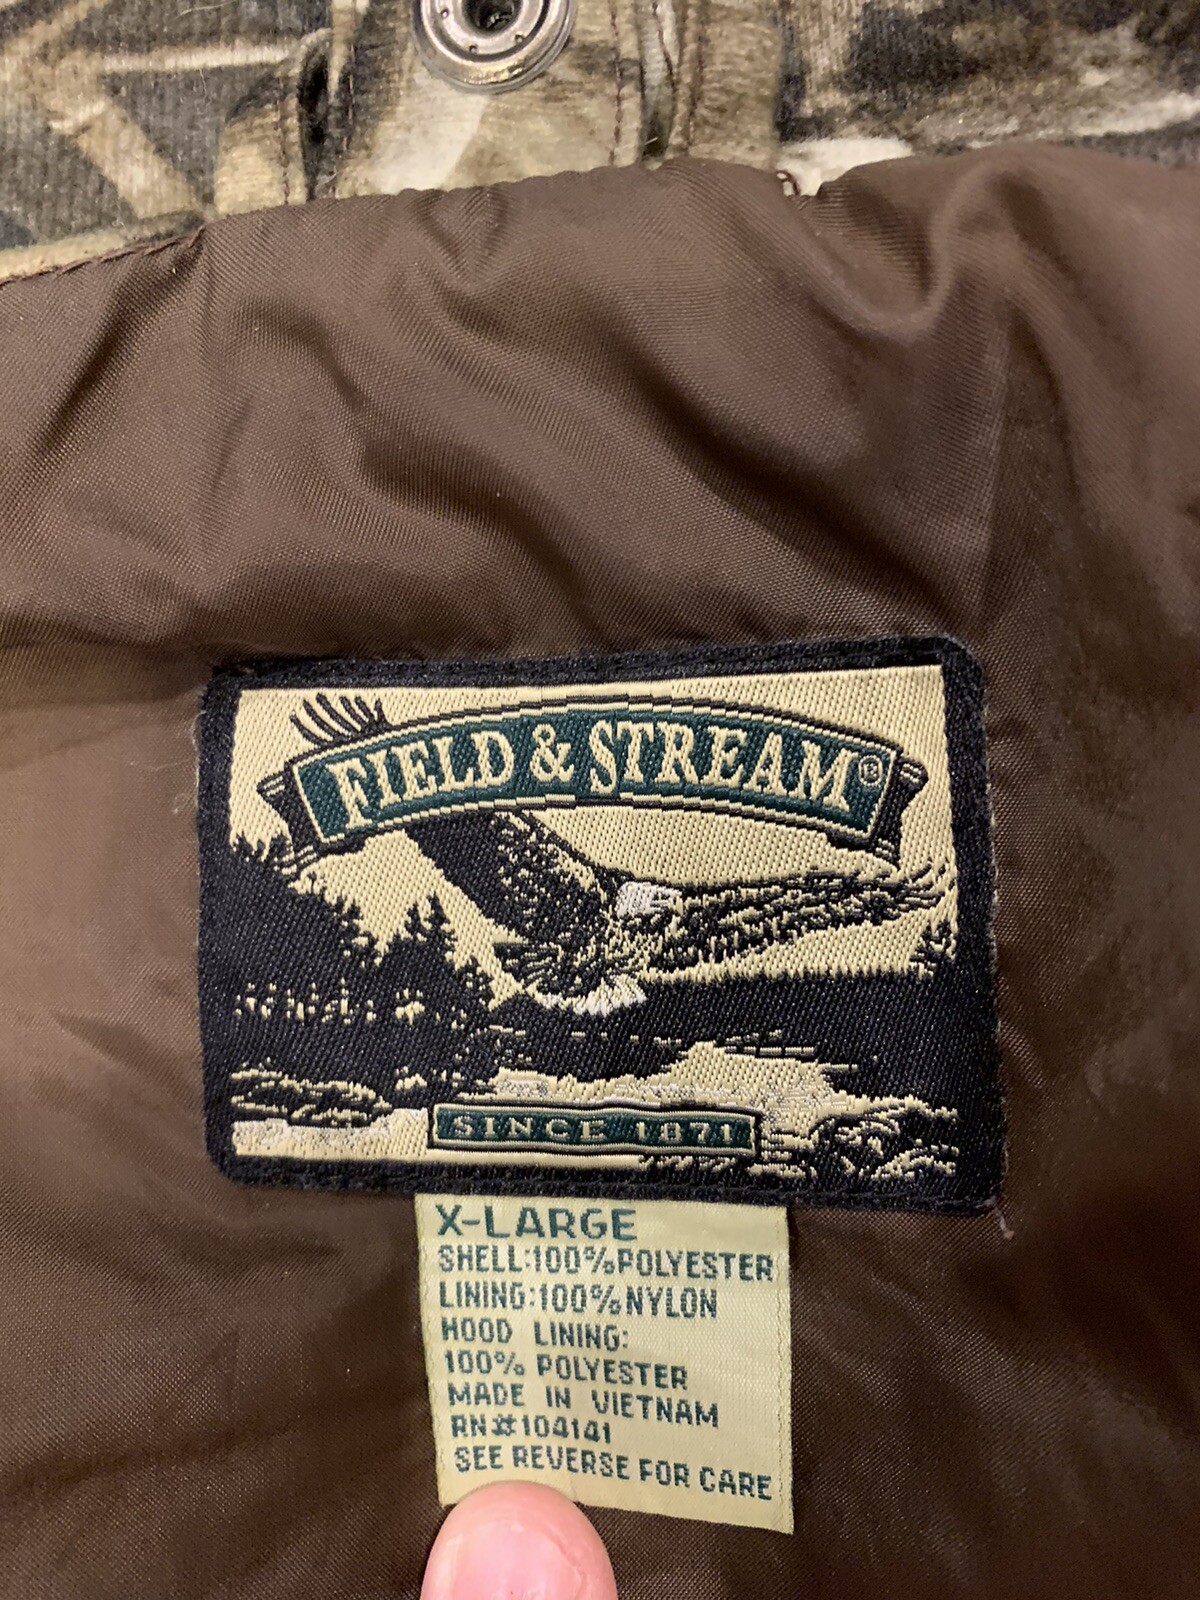 FIELD & STREAM®
SINCE 1871
X-LARGE
SHELL:100%POLYESTER
LINING:100%NYLON
HOOD LINING:
100% POLYESTER
MADE IN VIETNAM
RN#104141
SEE REVERSE FOR CARE